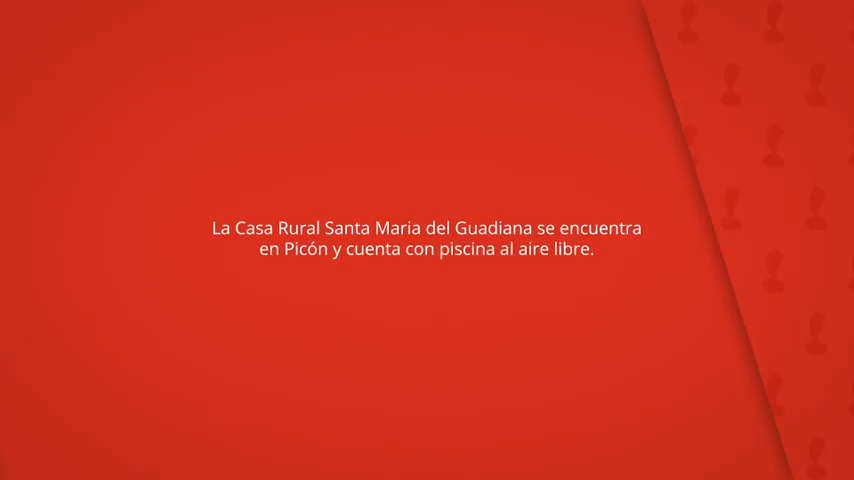 La Casa Rural Santa Maria del Guadiana se encuentra
en Picón y cuenta con piscina al aire libre.